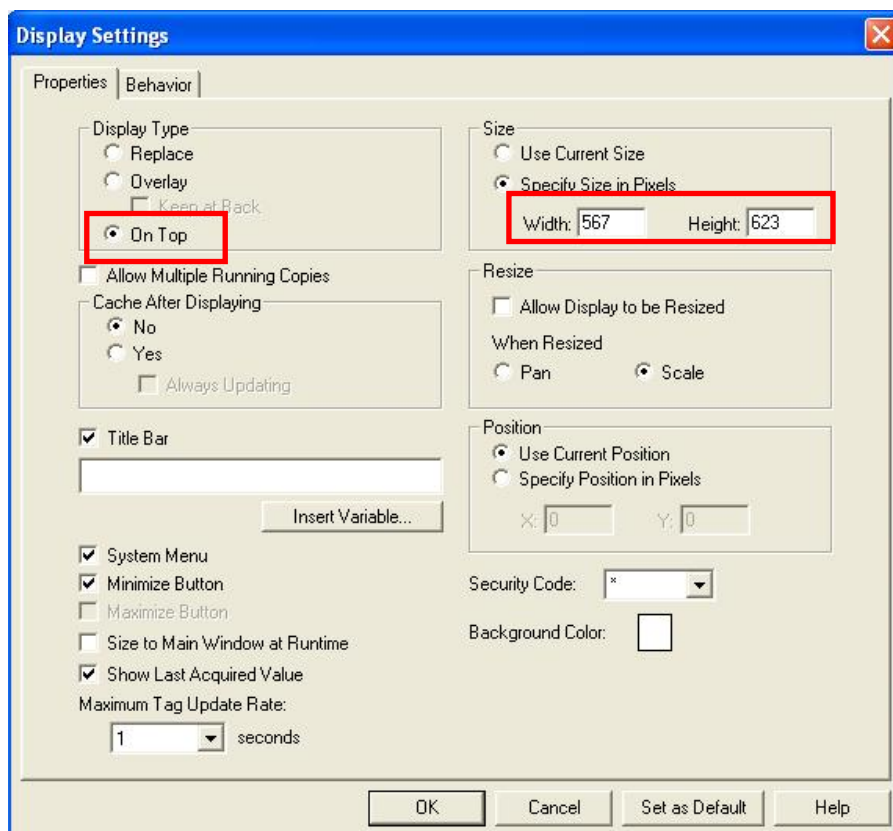 Display Settings
Properties
Behavior
Display Type
Replace
Overlay
Keep at Back
On Top
Allow Multiple Running Copies
Cache After Displaying
No
Yes
Always Updating
Title Bar
Insert Variable...
System Menu
Minimize Button
Maximize Button
Size to Main Window at Runtime
Show Last Acquired Value
Maximum Tag Update Rate:
1 seconds
Size
Use Current Size
Specify Size in Pixels
Width: 567 Height: 623
Resize
Allow Display to be Resized
When Resized
Pan Scale
Position
Use Current Position
Specify Position in Pixels
X: 0 Y: 0
Security Code: *
Background Color:
OK Cancel Set as Default Help